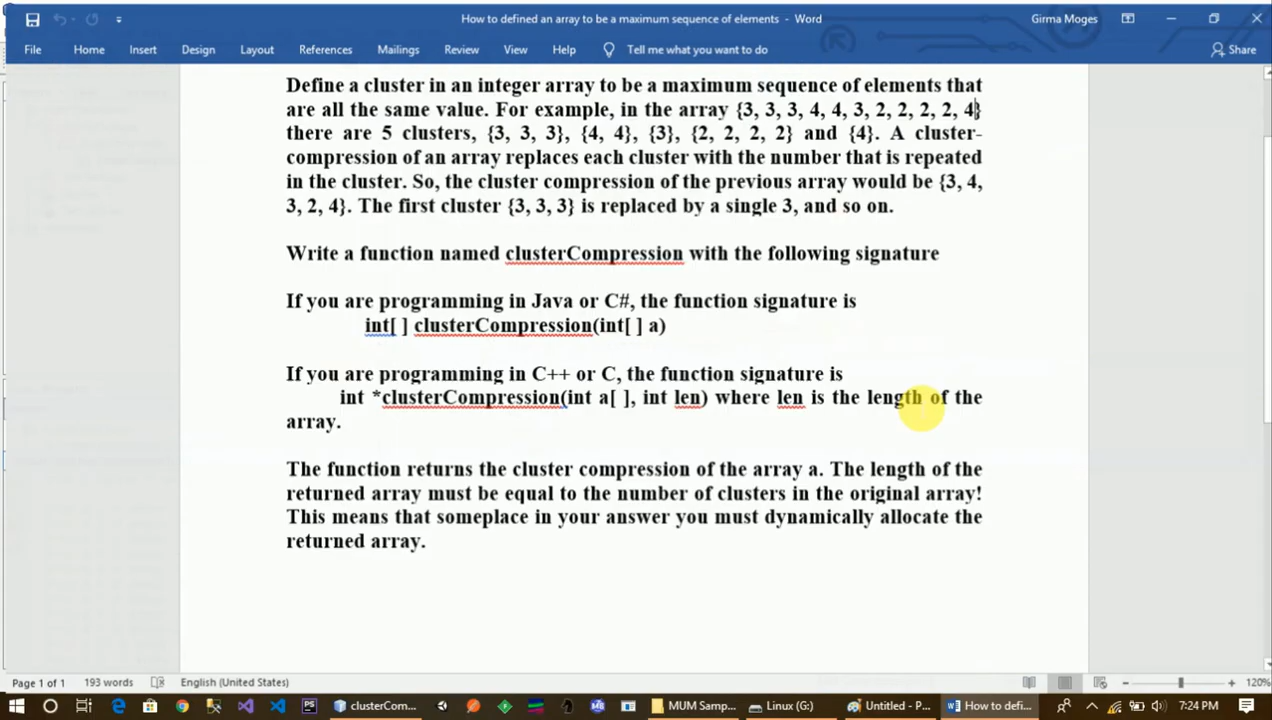 How to defined an array to be a maximum sequence of elements - Word
Girma Moges
File Home Insert Design Layout References Mailings Review View Help Tell me what you want to do Share
Define a cluster in an integer array to be a maximum sequence of elements that
are all the same value. For example, in the array {3, 3, 3, 4, 4, 3, 2, 2, 2, 2, 4}
there are 5 clusters, {3, 3, 3}, {4, 4}, {3}, {2, 2, 2, 2} and {4}. A cluster-
compression of an array replaces each cluster with the number that is repeated
in the cluster. So, the cluster compression of the previous array would be {3, 4,
3, 2, 4}. The first cluster {3, 3, 3} is replaced by a single 3, and so on.
Write a function named clusterCompression with the following signature
If you are programming in Java or C#, the function signature is
int[ ] clusterCompression(int[ ] a)
If you are programming in C++ or C, the function signature is
int *clusterCompression(int a[ ], int len) where len is the length of the
array.
The function returns the cluster compression of the array a. The length of the
returned array must be equal to the number of clusters in the original array!
This means that someplace in your answer you must dynamically allocate the
returned array.
Page 1 of 1 193 words English (United States) 120%
clusterCom... MUM Samp... Linux (G:) Untitled - P... How to defi... 7:24 PM